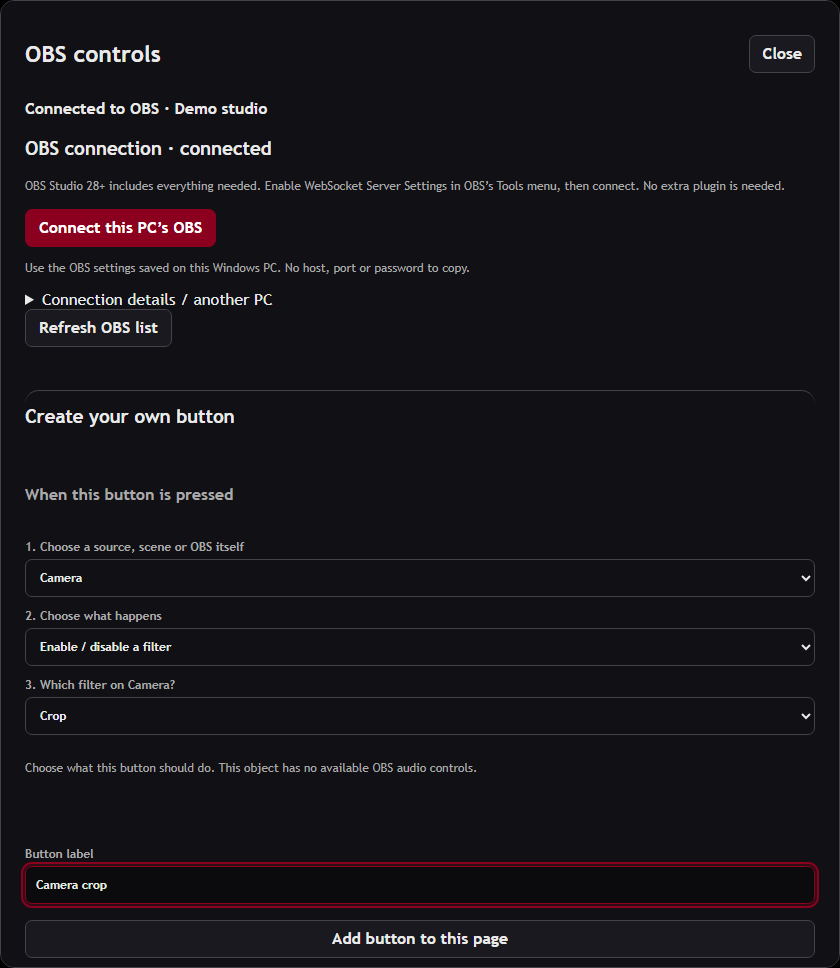 OBS controls
Close
Connected to OBS · Demo studio
OBS connection · connected
OBS Studio 28+ includes everything needed. Enable WebSocket Server Settings in OBS’s Tools menu, then connect. No extra plugin is needed.
Connect this PC’s OBS
Use the OBS settings saved on this Windows PC. No host, port or password to copy.
Connection details / another PC
Refresh OBS list
Create your own button
When this button is pressed
1. Choose a source, scene or OBS itself
Camera
2. Choose what happens
Enable / disable a filter
3. Which filter on Camera?
Crop
Choose what this button should do. This object has no available OBS audio controls.
Button label
Camera crop
Add button to this page